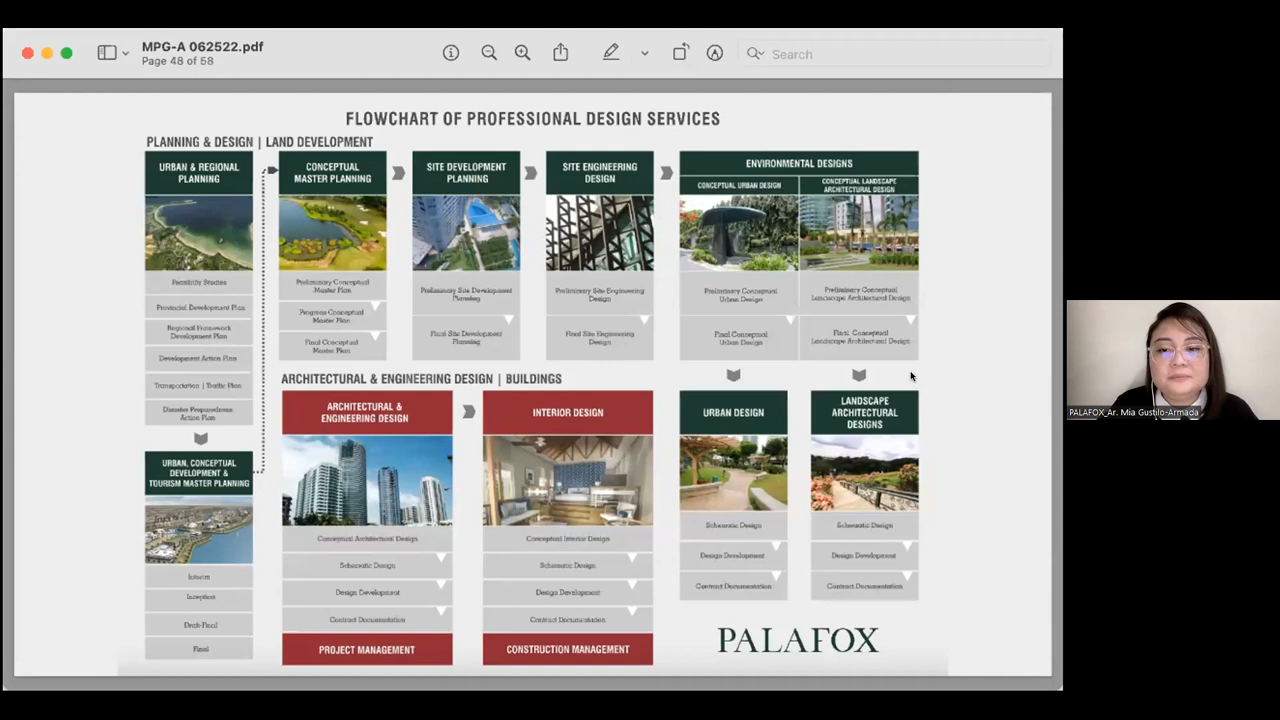 MPG-A 062522.pdf
Page 48 of 58
Search
FLOWCHART OF PROFESSIONAL DESIGN SERVICES
PLANNING & DESIGN | LAND DEVELOPMENT
URBAN & REGIONAL
PLANNING
Feasibility Studies
Provincial Development Plan
Regional Framework
Development Plan
Development Action Plan
Transportation | Traffic Plan
Disaster Preparedness
Action Plan
URBAN, CONCEPTUAL
DEVELOPMENT &
TOURISM MASTER PLANNING
Interim
Inception
Draft-Final
Final
CONCEPTUAL
MASTER PLANNING
Preliminary Conceptual
Master Plan
Progress Conceptual
Master Plan
Final Conceptual
Master Plan
SITE DEVELOPMENT
PLANNING
Preliminary Site Development
Planning
Final Site Development
Planning
SITE ENGINEERING
DESIGN
Preliminary Site Engineering
Design
Final Site Engineering
Design
ENVIRONMENTAL DESIGNS
CONCEPTUAL URBAN DESIGN
Preliminary Conceptual
Urban Design
Final Conceptual
Urban Design
CONCEPTUAL LANDSCAPE
ARCHITECTURAL DESIGN
Preliminary Conceptual
Landscape Architectural Design
Final Conceptual
Landscape Architectural Design
ARCHITECTURAL & ENGINEERING DESIGN | BUILDINGS
ARCHITECTURAL &
ENGINEERING DESIGN
Conceptual Architectural Design
Schematic Design
Design Development
Contract Documentation
PROJECT MANAGEMENT
INTERIOR DESIGN
Conceptual Interior Design
Schematic Design
Design Development
Contract Documentation
CONSTRUCTION MANAGEMENT
URBAN DESIGN
Schematic Design
Design Development
Contract Documentation
LANDSCAPE
ARCHITECTURAL
DESIGNS
Schematic Design
Design Development
Contract Documentation
PALAFOX
PALAFOX_Ar. Mia Gustilo-Armada